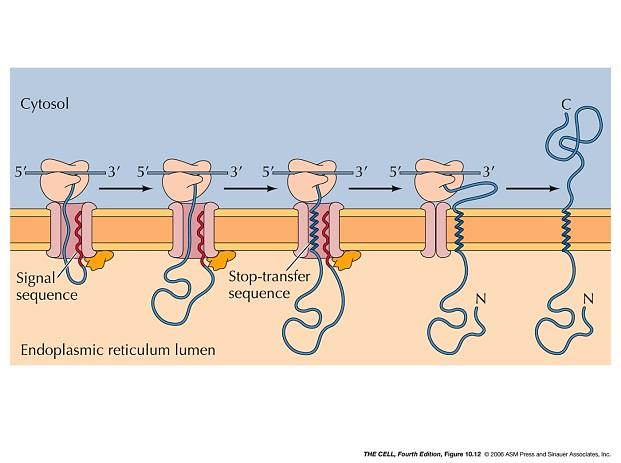 Cytosol
C
5′ 3′ 5′ 3′ 5′ 3′ 5′ 3′
Signal
sequence
Stop-transfer
sequence
N N
Endoplasmic reticulum lumen
THE CELL, Fourth Edition, Figure 10.12 © 2006 ASM Press and Sinauer Associates, Inc.